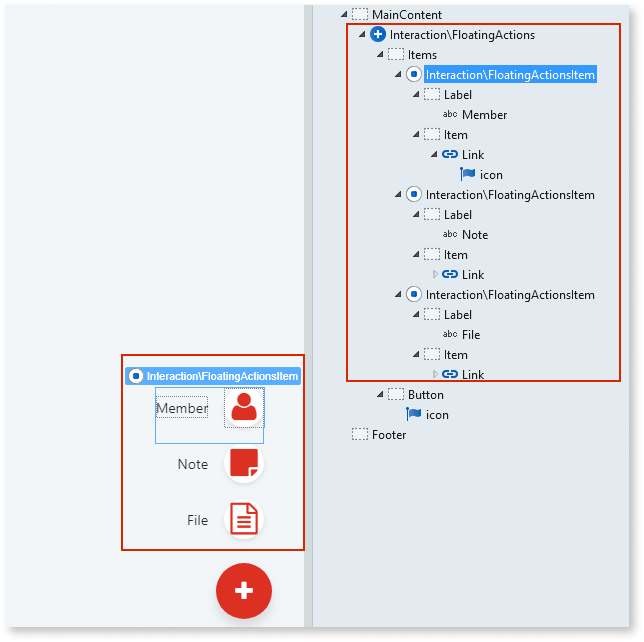 MainContent
Interaction\FloatingActions
Items
Interaction\FloatingActionsItem
Label
abc Member
Item
Link
icon
Interaction\FloatingActionsItem
Label
abc Note
Item
Link
Interaction\FloatingActionsItem
Label
abc File
Item
Link
Button
icon
Footer
Interaction\FloatingActionsItem
Member
Note
File